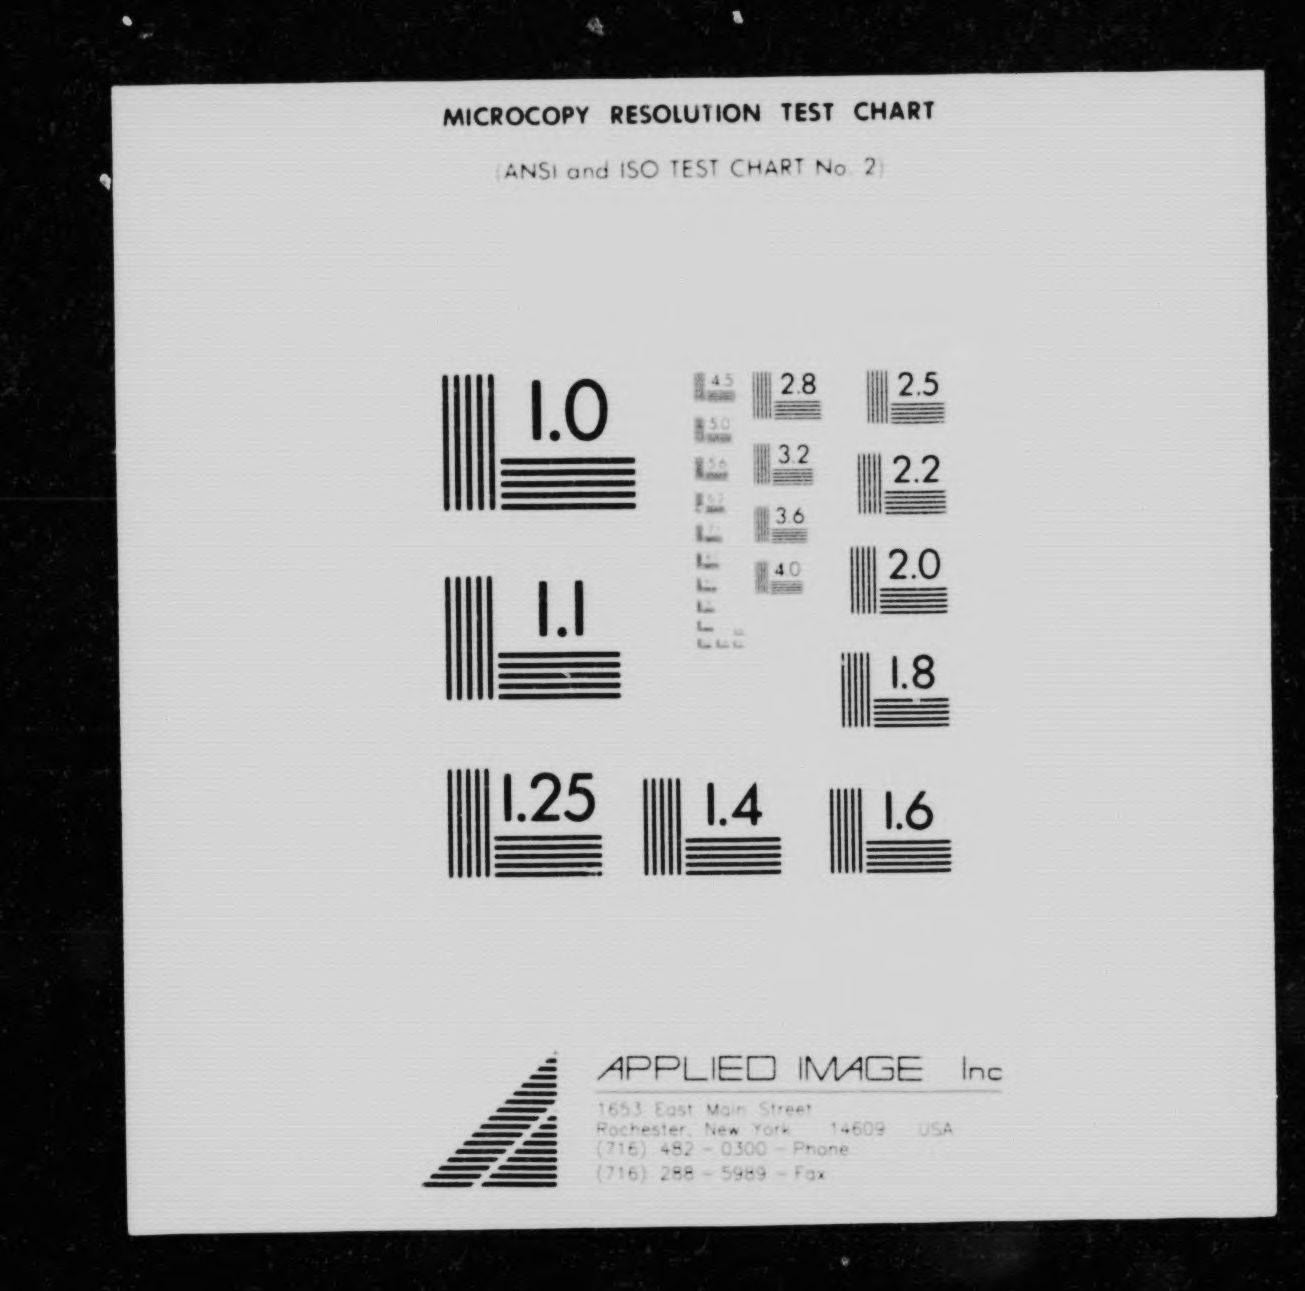 MICROCOPY RESOLUTION TEST CHART
(ANSI and ISO TEST CHART No. 2)
1.0
4.5
2.8
2.5
5.0
3.2
2.2
5.6
3.6
2.0
4.0
1.1
1.8
1.25
1.4
1.6
APPLIED IMAGE Inc
1653 East Main Street
Rochester, New York 14609 USA
(716) 482 - 0300 - Phone
(716) 288 - 5989 - Fax